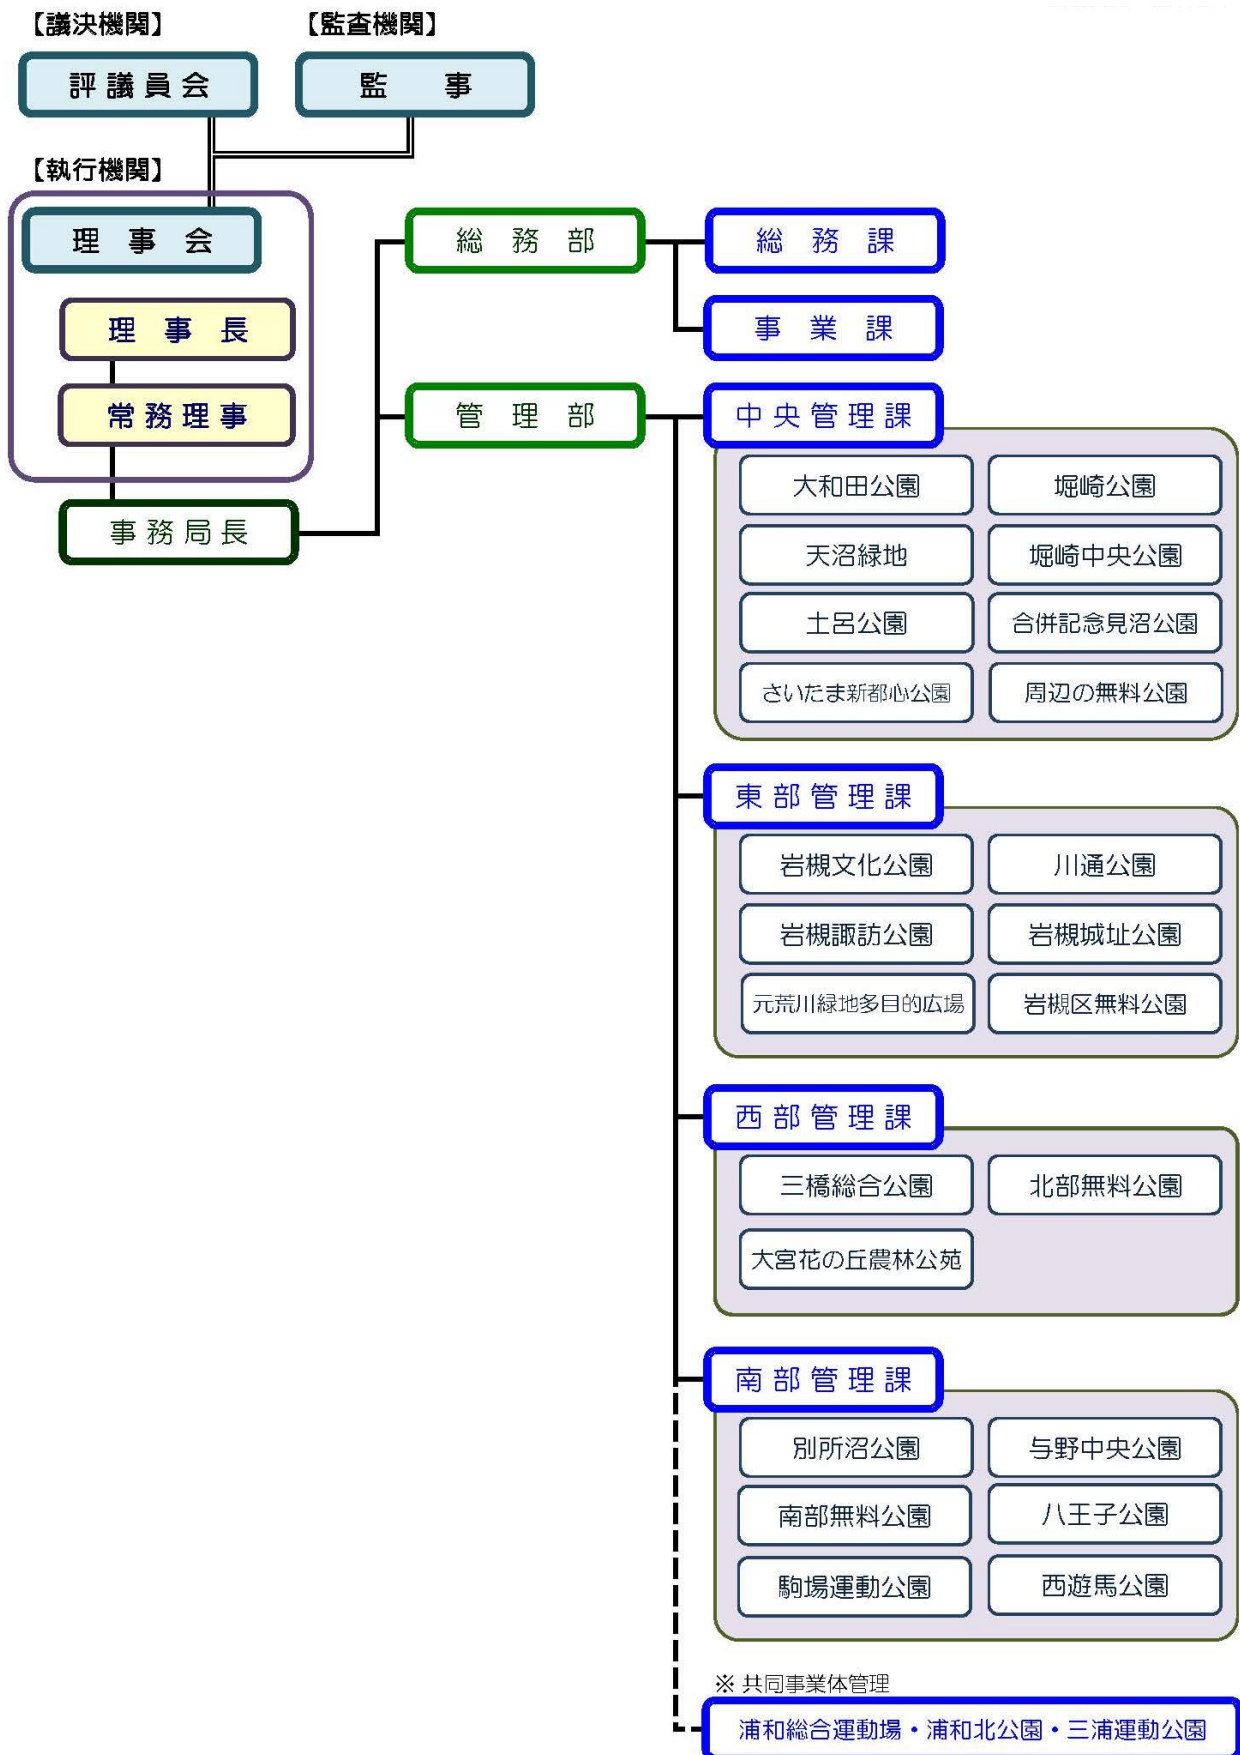 【議決機関】
【監査機関】
評議員会
監事
【執行機関】
理事会
理事長
常務理事
事務局長
総務部
総務課
事業課
管理部
中央管理課
大和田公園
堀崎公園
天沼緑地
堀崎中央公園
土呂公園
合併記念見沼公園
さいたま新都心公園
周辺の無料公園
東部管理課
岩槻文化公園
川通公園
岩槻諏訪公園
岩槻城址公園
元荒川緑地多目的広場
岩槻区無料公園
西部管理課
三橋総合公園
北部無料公園
大宮花の丘農林公苑
南部管理課
別所沼公園
与野中央公園
南部無料公園
八王子公園
駒場運動公園
西遊馬公園
※ 共同事業体管理
浦和総合運動場・浦和北公園・三浦運動公園